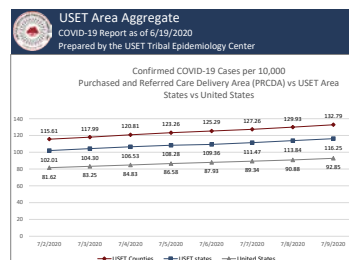 USET Area Aggregate
COVID-19 Report as of 6/19/2020
Prepared by the USET Tribal Epidemiology Center
Confirmed COVID-19 Cases per 10,000
Purchased and Referred Care Delivery Area (PRCDA) vs USET Area
States vs United States
140
120
100
80
60
40
20
0
115.61 117.99 120.81 123.26 125.29 127.26 129.93 132.79
102.01 104.30 106.53 108.28 109.36 111.47 113.84 116.25
81.62 83.25 84.83 86.58 87.93 89.34 90.88 92.85
7/2/2020 7/3/2020 7/4/2020 7/5/2020 7/6/2020 7/7/2020 7/8/2020 7/9/2020
USET Counties USET states United States